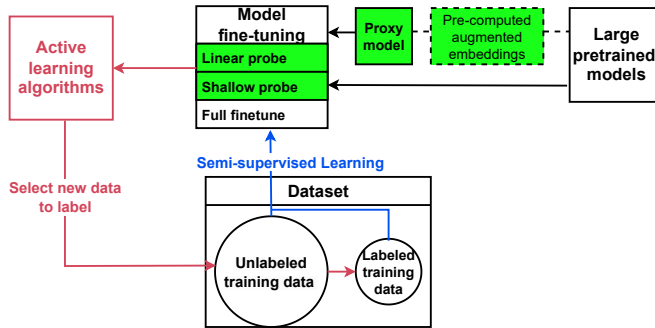 Active
learning
algorithms
Model
fine-tuning
Linear probe
Shallow probe
Full finetune
Proxy
model
Pre-computed
augmented
embeddings
Large
pretrained
models
Semi-supervised Learning
Select new data
to label
Dataset
Unlabeled
training data
Labeled
training
data